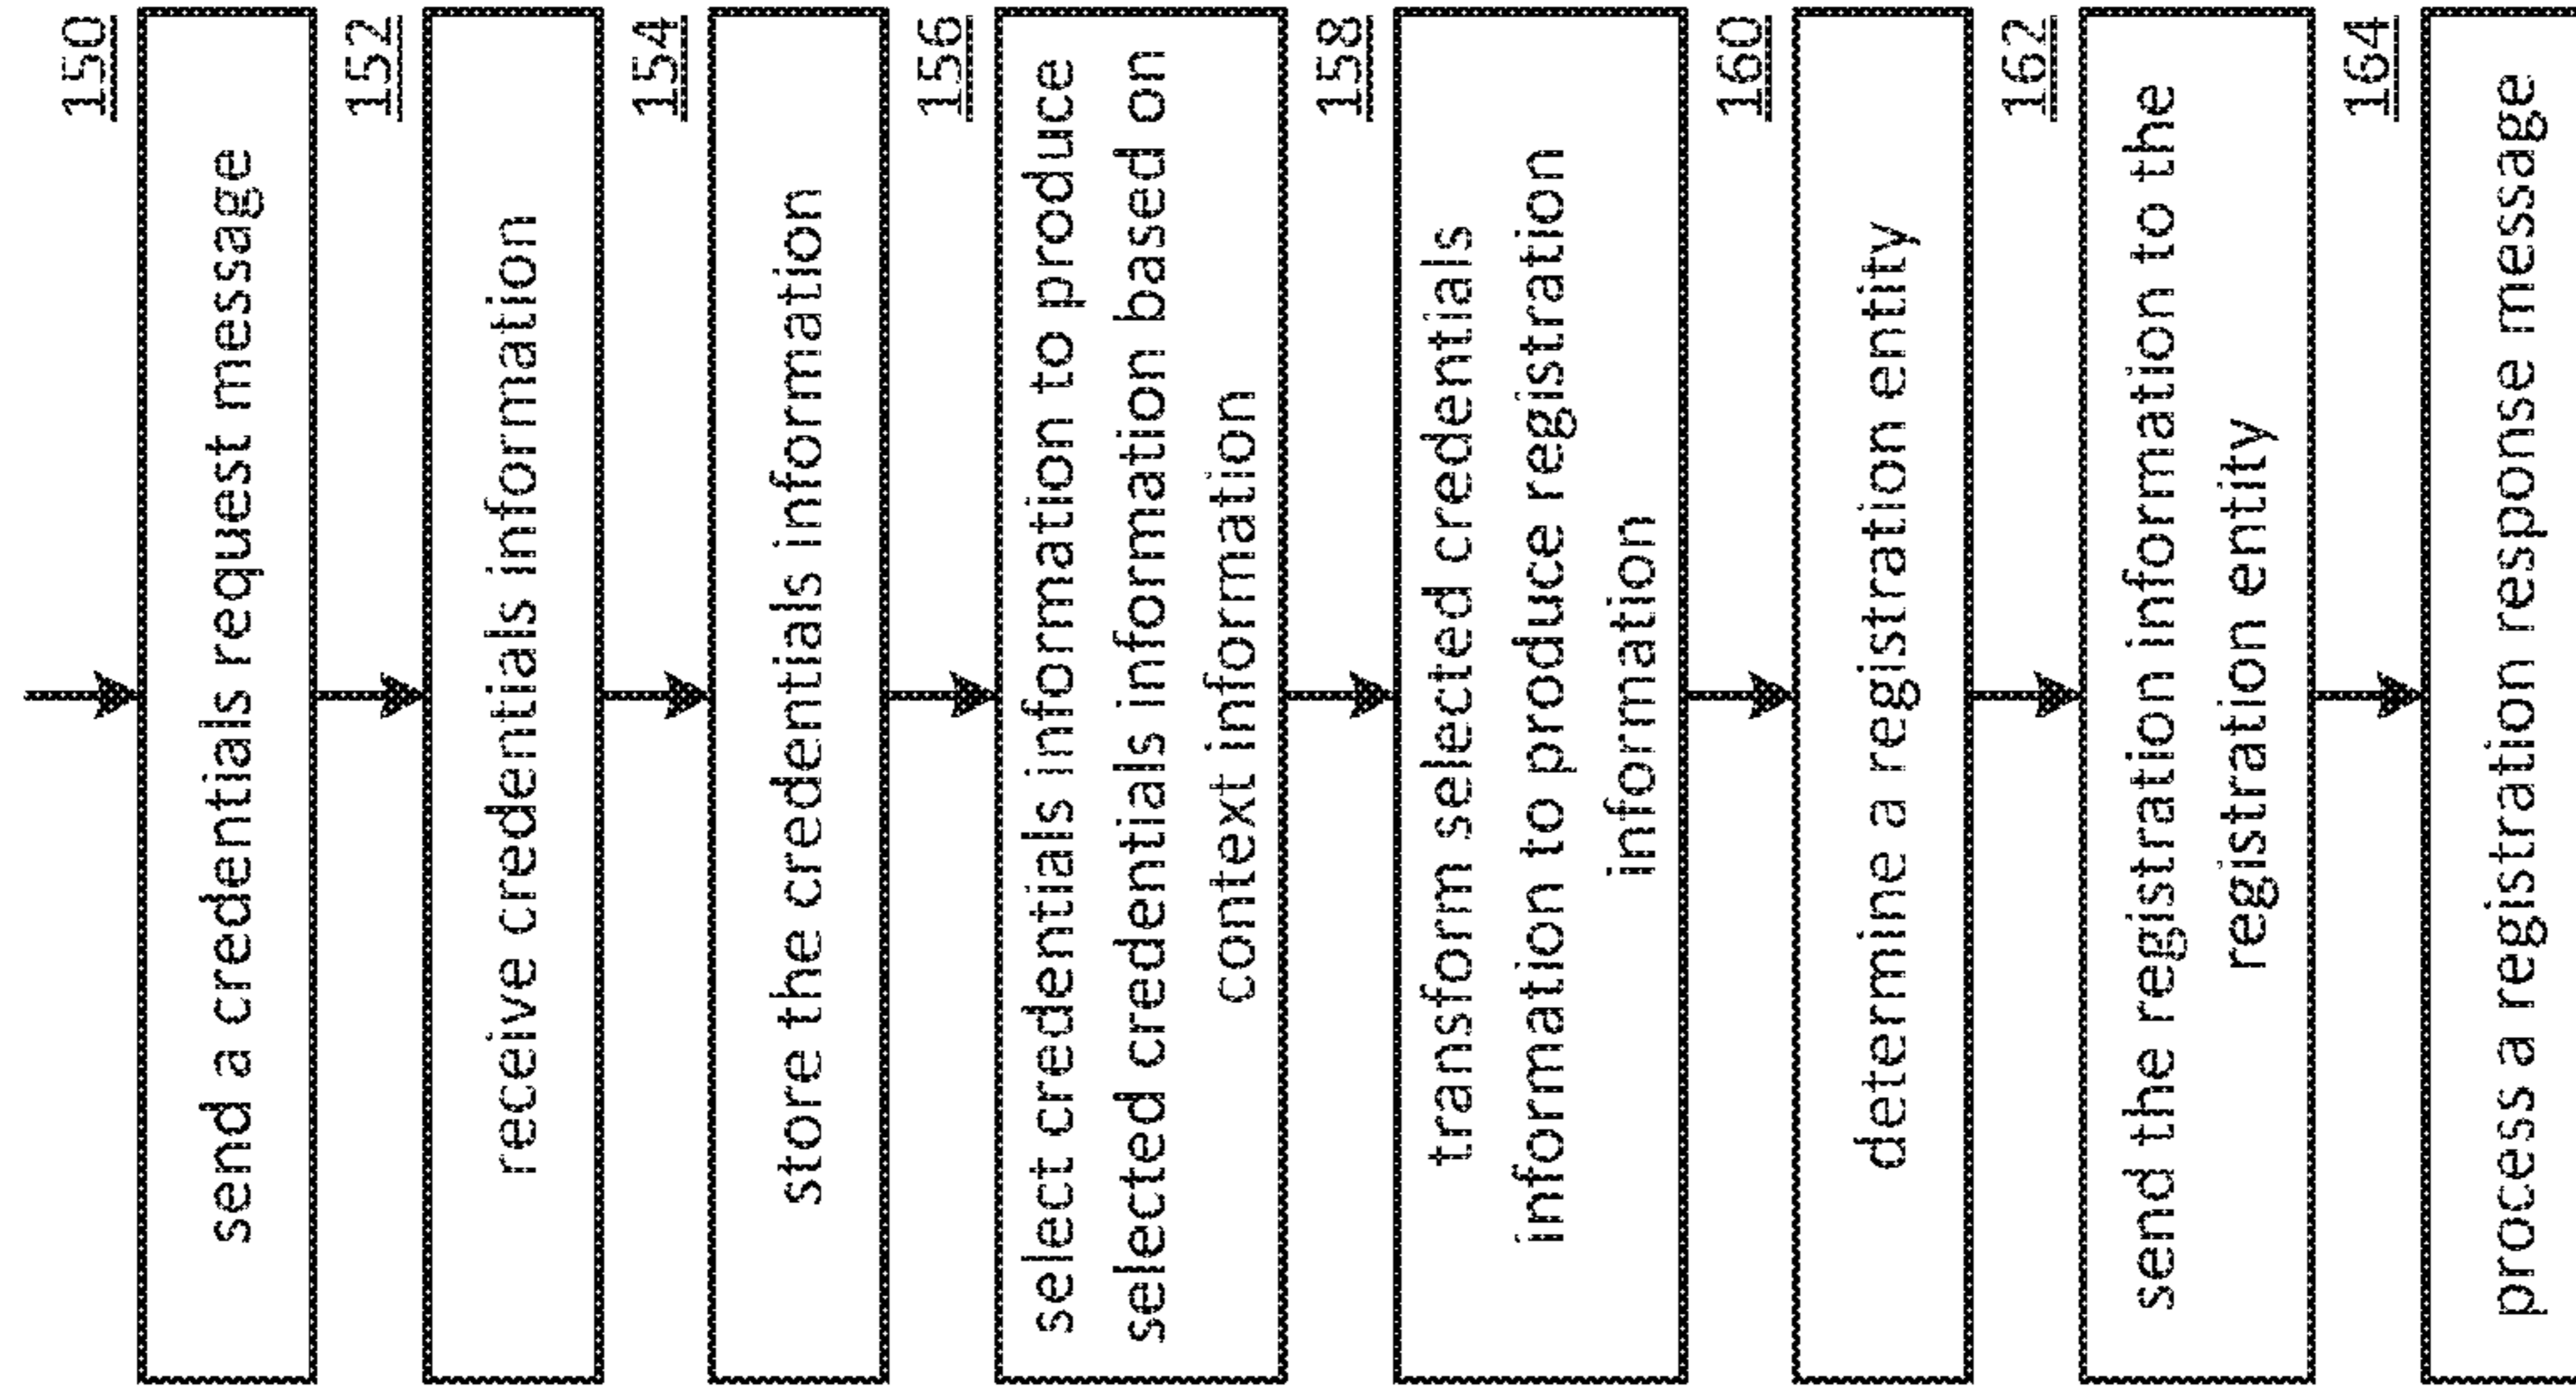 150
send a credentials request message
152
receive credentials information
154
store the credentials information
156
select credentials information to produce
selected credentials information based on
context information
158
transform selected credentials
information to produce registration
information
160
determine a registration entity
162
send the registration information to the
registration entity
164
process a registration response message